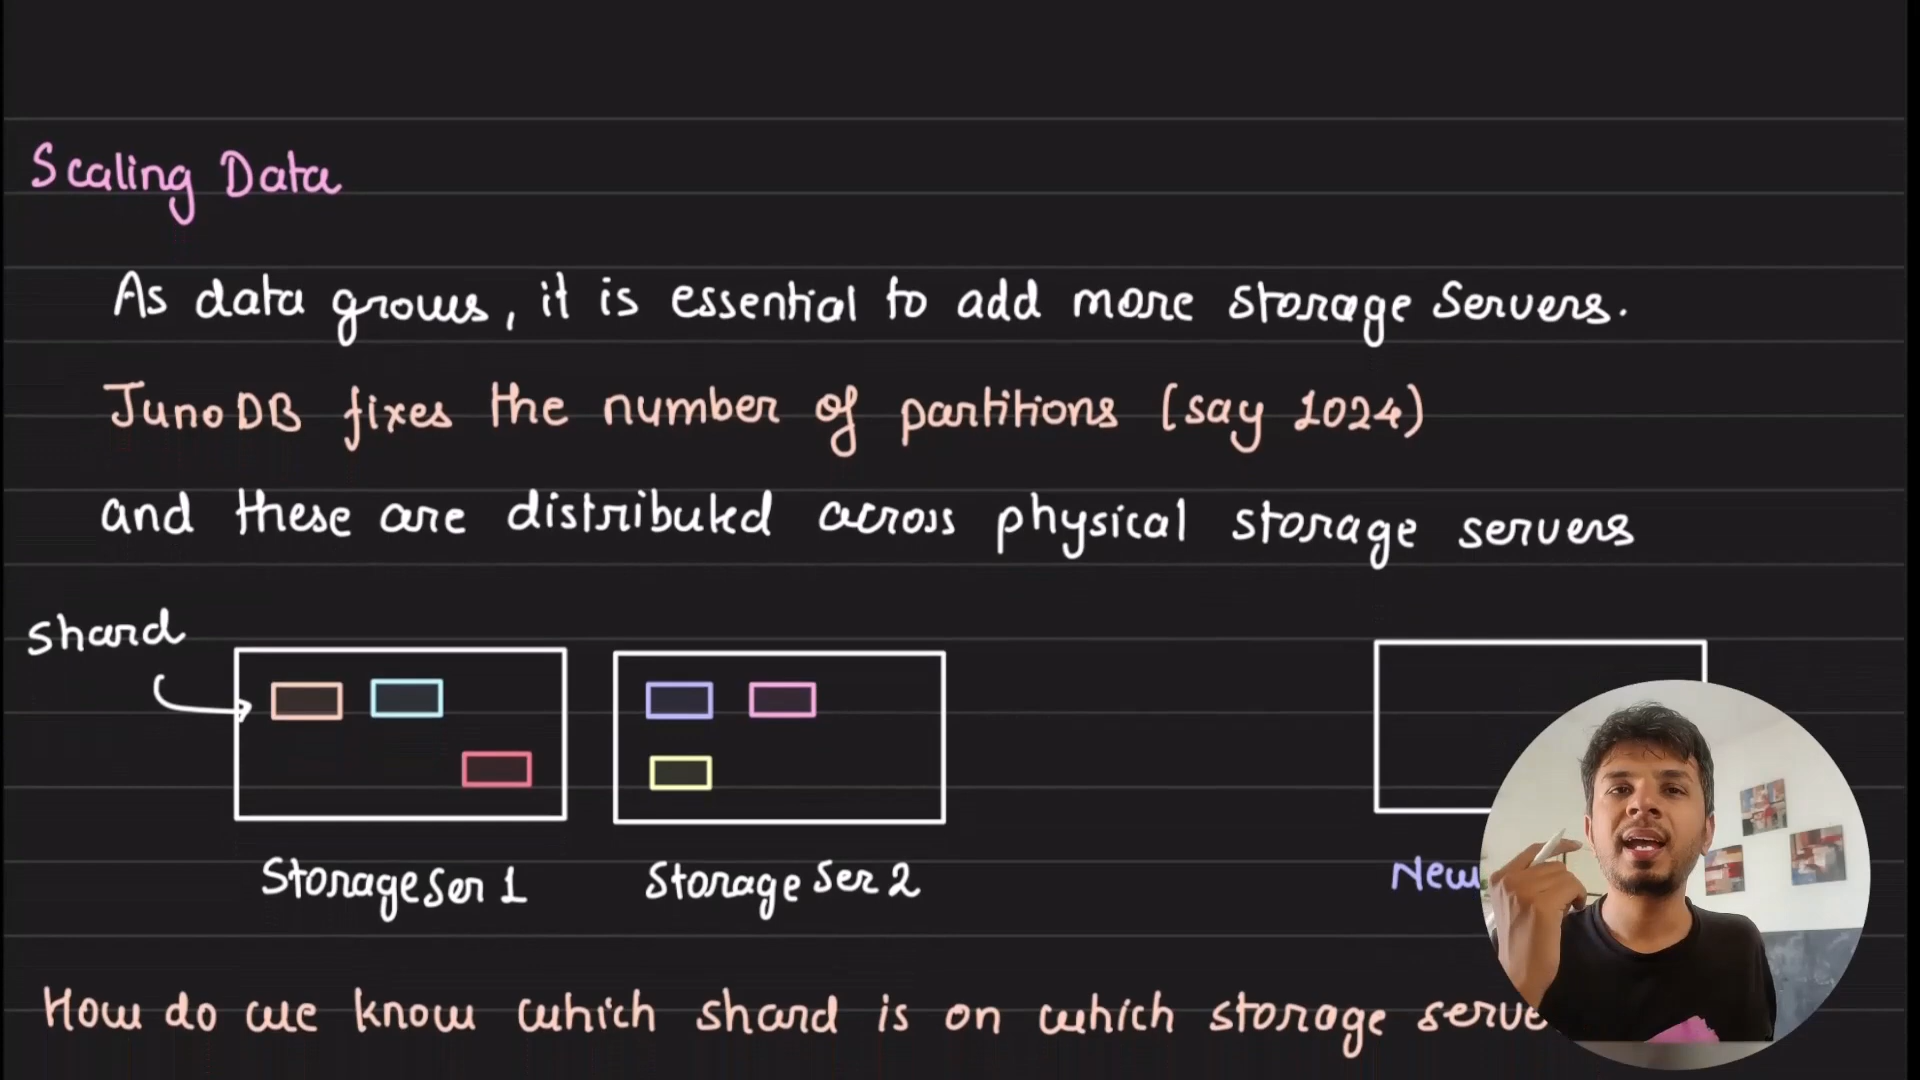 Scaling Data
As data grows, it is essential to add more storage servers.
JunoDB fixes the number of partitions (say 1024)
and these are distributed across physical storage servers
shard
Storage Ser 1
Storage Ser 2
New
How do we know which shard is on which storage serve